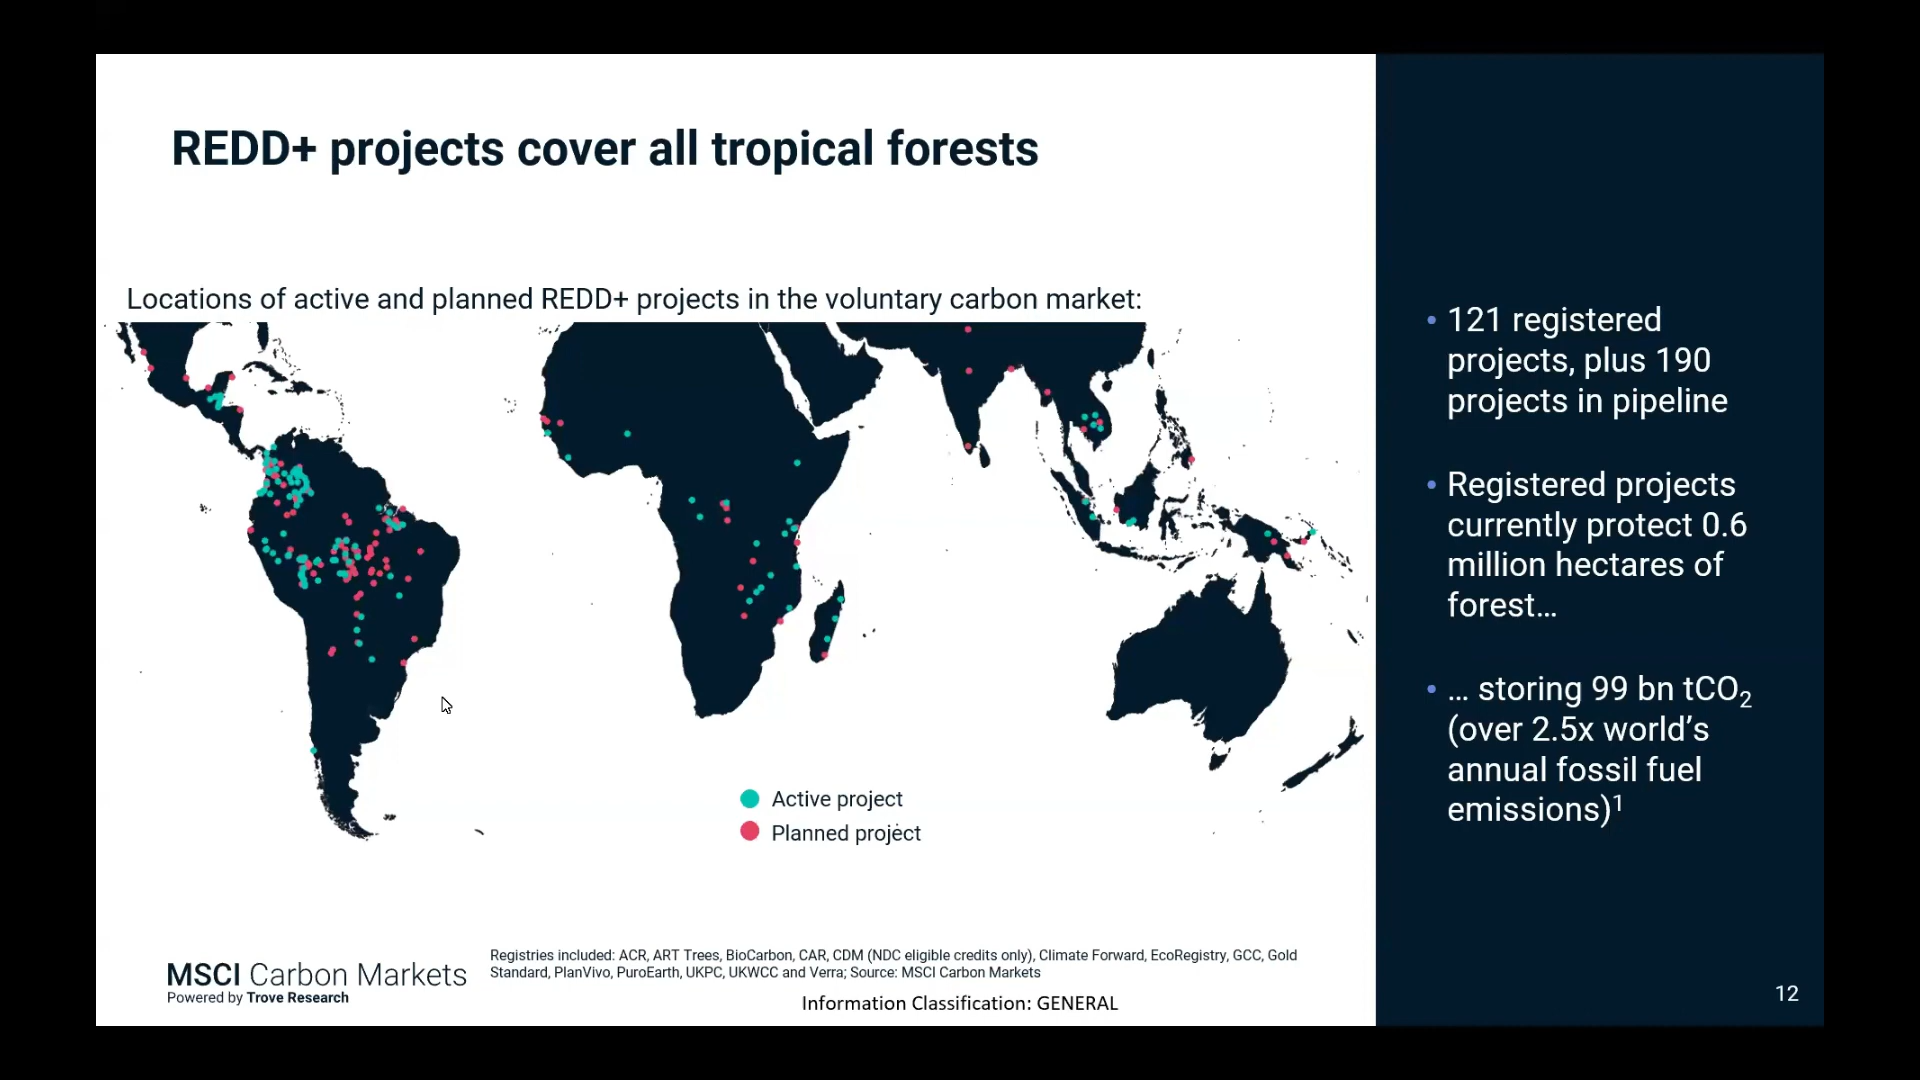 REDD+ projects cover all tropical forests
Locations of active and planned REDD+ projects in the voluntary carbon market:
Active project
Planned project
• 121 registered
projects, plus 190
projects in pipeline
• Registered projects
currently protect 0.6
million hectares of
forest…
• … storing 99 bn tCO₂
(over 2.5x world’s
annual fossil fuel
emissions)¹
MSCI Carbon Markets
Powered by Trove Research
Registries included: ACR, ART Trees, BioCarbon, CAR, CDM (NDC eligible credits only), Climate Forward, EcoRegistry, GCC, Gold
Standard, PlanVivo, PuroEarth, UKPC, UKWCC and Verra; Source: MSCI Carbon Markets
Information Classification: GENERAL
12